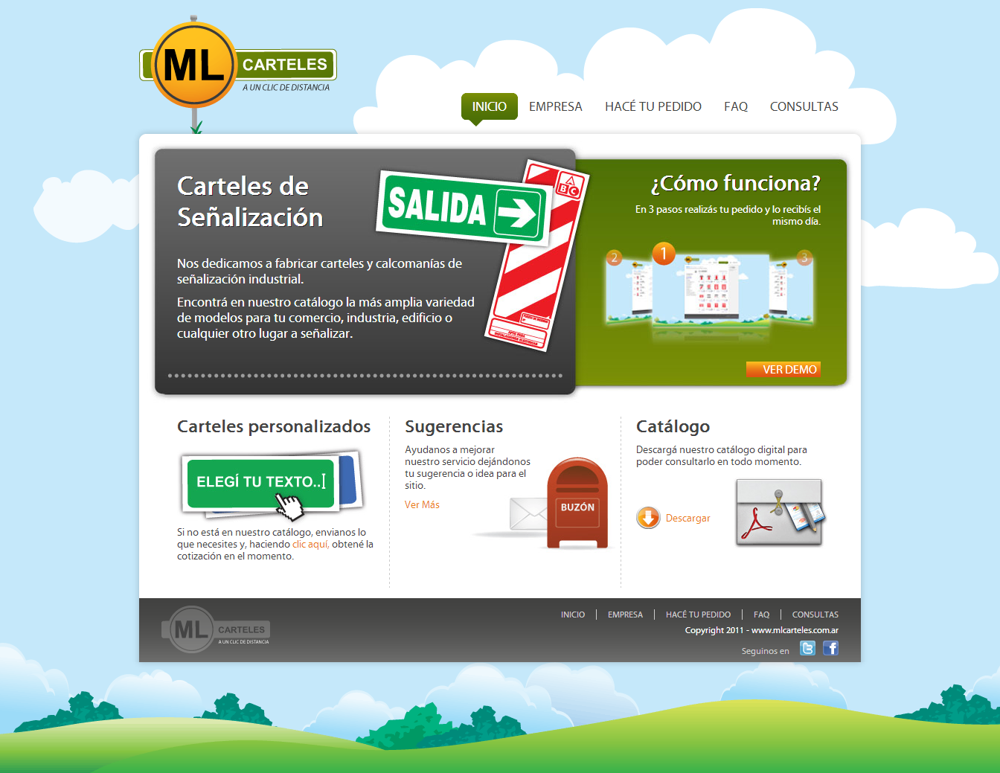 ML
CARTELES
A UN CLIC DE DISTANCIA
INICIO
EMPRESA
HACÉ TU PEDIDO
FAQ
CONSULTAS
Carteles de
Señalización
SALIDA
A
B C
Nos dedicamos a fabricar carteles y calcomanías de
señalización industrial.
Encontrá en nuestro catálogo la más amplia variedad
de modelos para tu comercio, industria, edificio o
cualquier otro lugar a señalizar.
¿Cómo funciona?
En 3 pasos realizás tu pedido y lo recibís el
mismo día.
2
1
3
VER DEMO
Carteles personalizados
ELEGÍ TU TEXTO..
Si no está en nuestro catálogo, envianos lo
que necesites y, haciendo clic aquí, obtené la
cotización en el momento.
Sugerencias
Ayudanos a mejorar
nuestro servicio dejándonos
tu sugerencia o idea para el
sitio.
Ver Más
BUZÓN
Catálogo
Descargá nuestro catálogo digital para
poder consultarlo en todo momento.
Descargar
ML
CARTELES
A UN CLIC DE DISTANCIA
INICIO
EMPRESA
HACÉ TU PEDIDO
FAQ
CONSULTAS
Copyright 2011 - www.mlcarteles.com.ar
Seguinos en